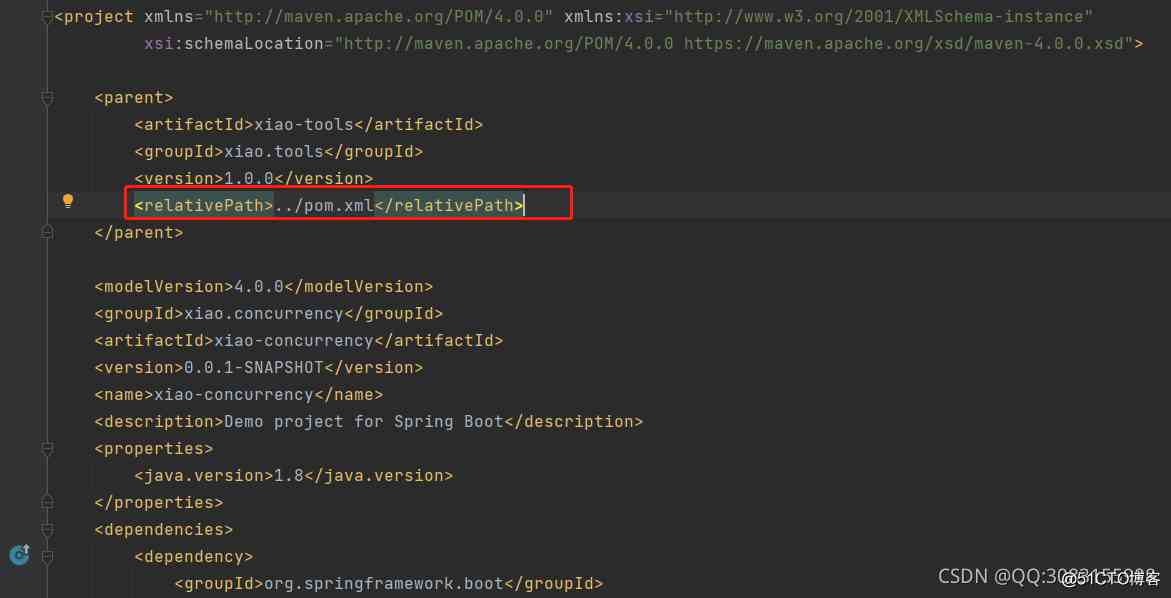 <project xmlns="http://maven.apache.org/POM/4.0.0" xmlns:xsi="http://www.w3.org/2001/XMLSchema-instance"
xsi:schemaLocation="http://maven.apache.org/POM/4.0.0 https://maven.apache.org/xsd/maven-4.0.0.xsd">
<parent>
<artifactId>xiao-tools</artifactId>
<groupId>xiao.tools</groupId>
<version>1.0.0</version>
<relativePath>../pom.xml</relativePath>
</parent>
<modelVersion>4.0.0</modelVersion>
<groupId>xiao.concurrency</groupId>
<artifactId>xiao-concurrency</artifactId>
<version>0.0.1-SNAPSHOT</version>
<name>xiao-concurrency</name>
<description>Demo project for Spring Boot</description>
<properties>
<java.version>1.8</java.version>
</properties>
<dependencies>
<dependency>
<groupId>org.springframework.boot</groupId>
CSDN
@51CTO博客